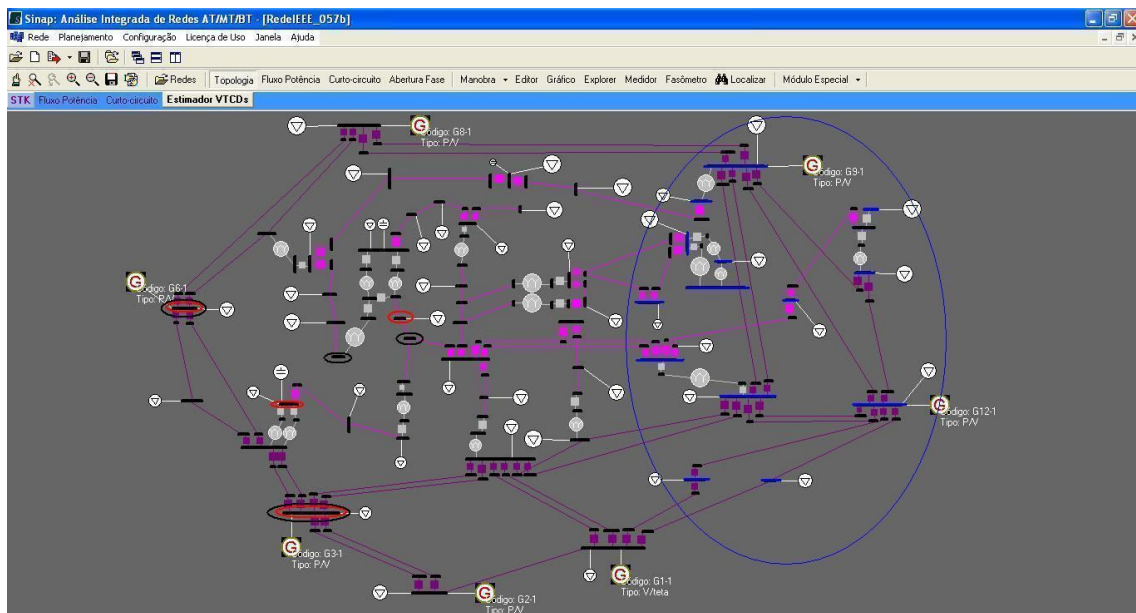 Sinap: Análise Integrada de Redes AT/MT/BT - [RedeIEEE_057b]
Rede Planejamento Configuração Licença de Uso Janela Ajuda
Redes Topologia Fluxo Potência Curto-circuito Abertura Fase Manobra Editor Gráfico Explorer Medidor Fasômetro Localizar Módulo Especial
STK Fluxo Potência Curto-circuito Estimador VTCDs
G Código: G8-1
Tipo: P/V
G Código: G9-1
Tipo: P/V
G Código: G6-1
Tipo: P/V
G Código: G12-1
Tipo: P/V
G Código: G3-1
Tipo: P/V
G Código: G1-1
Tipo: V/teta
G Código: G2-1
Tipo: P/V